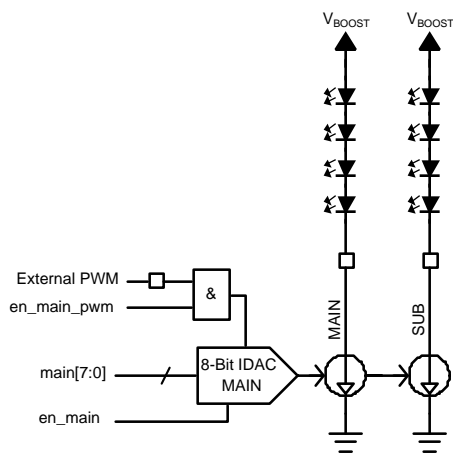 VBOOST VBOOST
External PWM
&
en_main_pwm
MAIN
SUB
8-Bit IDAC
MAIN
main[7:0]
en_main